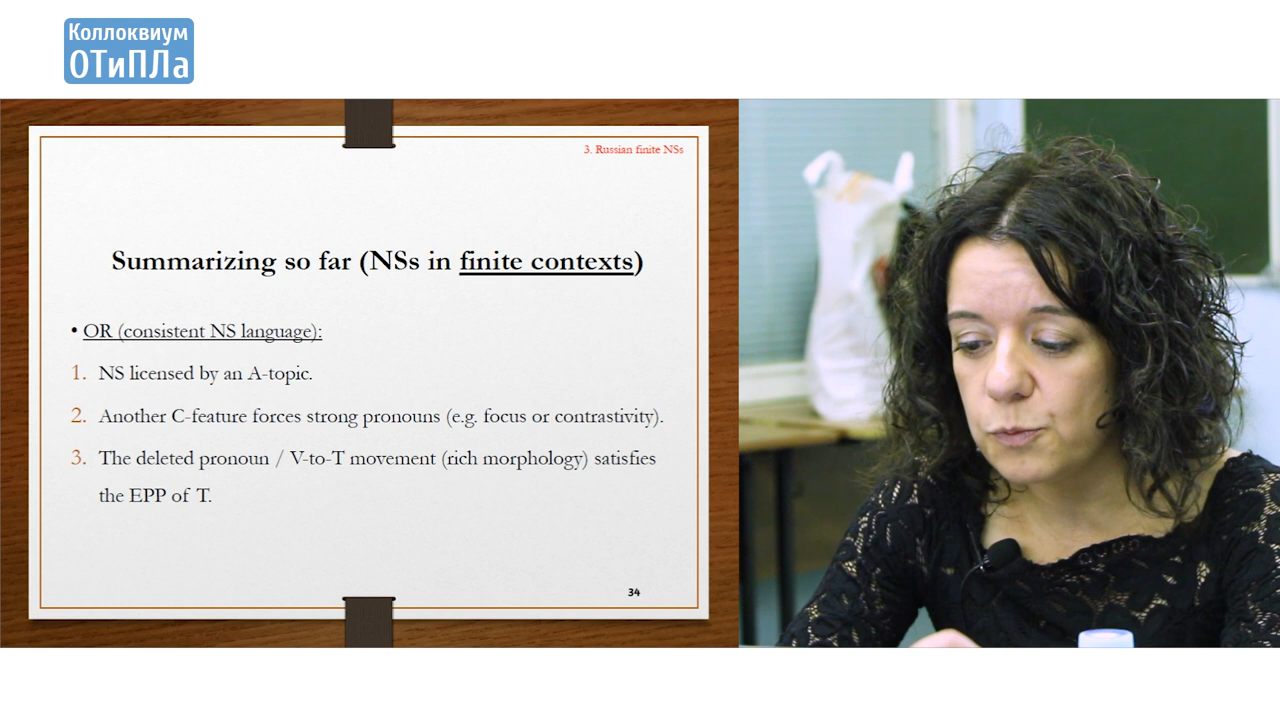 Коллоквиум
ОТиПЛа
3. Russian finite NSs
Summarizing so far (NSs in finite contexts)
• OR (consistent NS language):
1. NS licensed by an A-topic.
2. Another C-feature forces strong pronouns (e.g. focus or contrastivity).
3. The deleted pronoun / V-to-T movement (rich morphology) satisfies
the EPP of T.
34